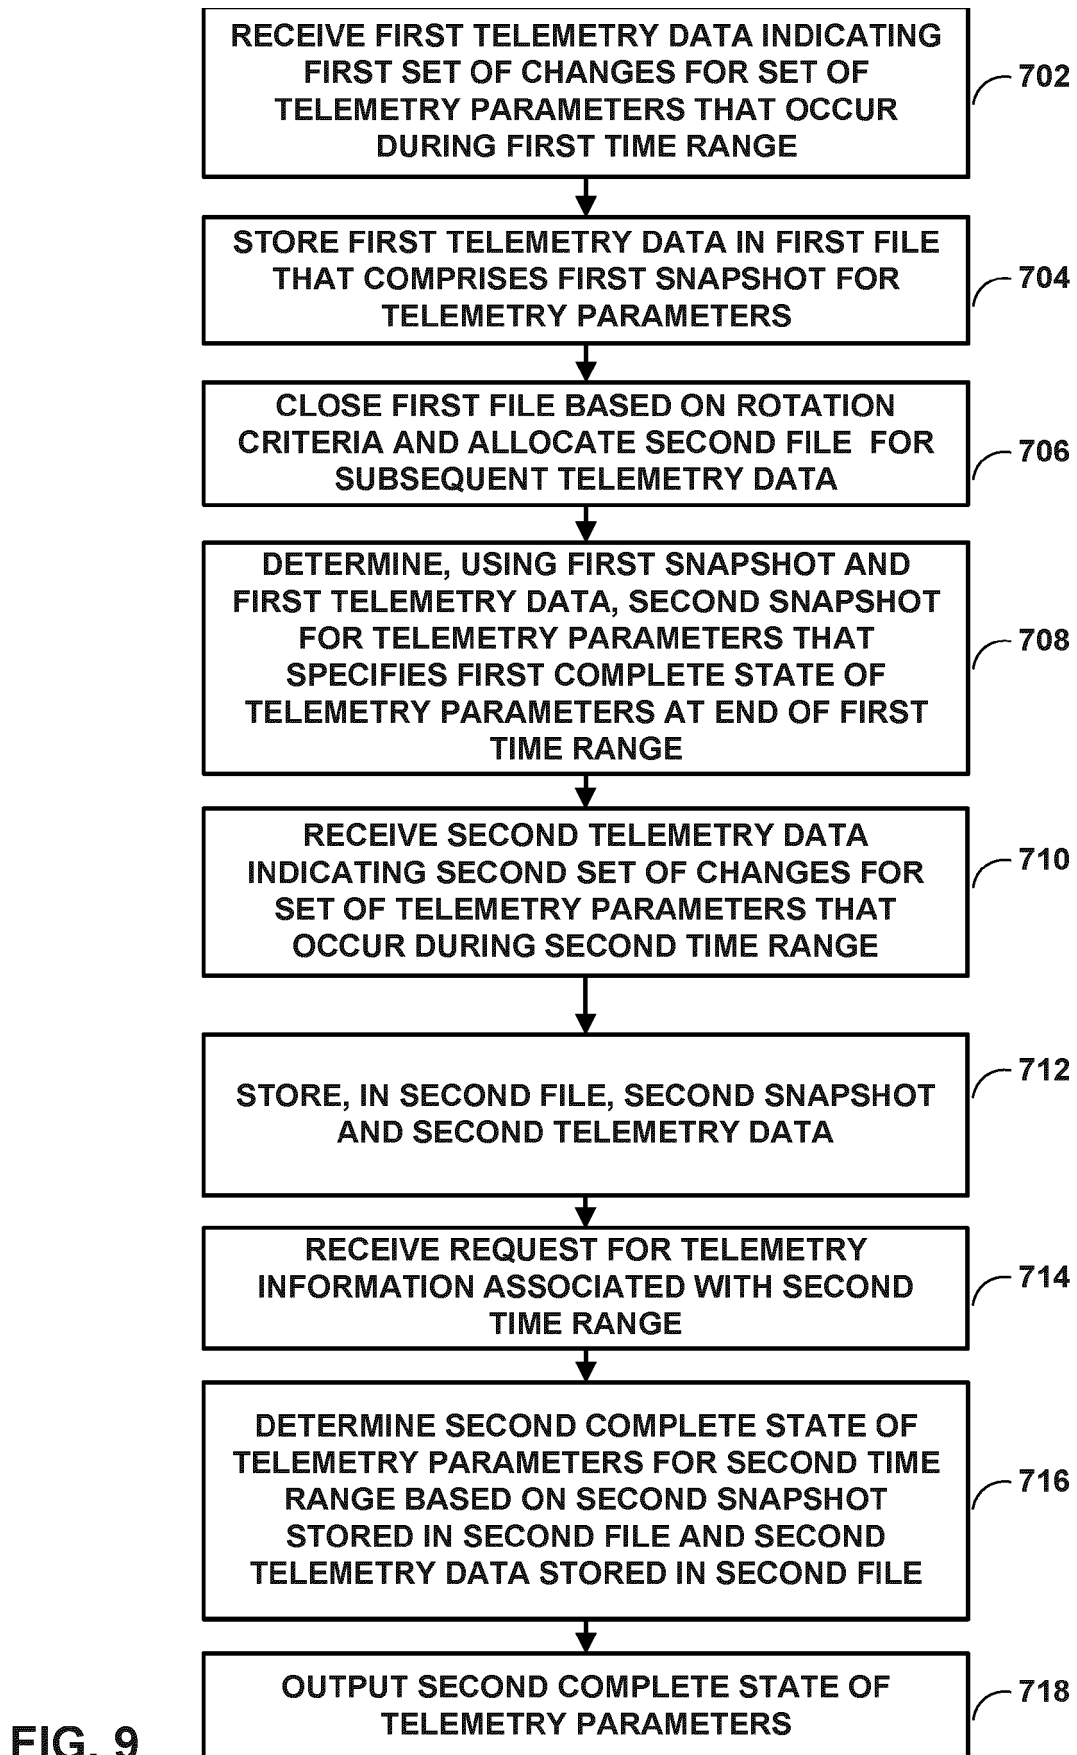 RECEIVE FIRST TELEMETRY DATA INDICATING
FIRST SET OF CHANGES FOR SET OF
TELEMETRY PARAMETERS THAT OCCUR
DURING FIRST TIME RANGE
702
STORE FIRST TELEMETRY DATA IN FIRST FILE
THAT COMPRISES FIRST SNAPSHOT FOR
TELEMETRY PARAMETERS
704
CLOSE FIRST FILE BASED ON ROTATION
CRITERIA AND ALLOCATE SECOND FILE FOR
SUBSEQUENT TELEMETRY DATA
706
DETERMINE, USING FIRST SNAPSHOT AND
FIRST TELEMETRY DATA, SECOND SNAPSHOT
FOR TELEMETRY PARAMETERS THAT
SPECIFIES FIRST COMPLETE STATE OF
TELEMETRY PARAMETERS AT END OF FIRST
TIME RANGE
708
RECEIVE SECOND TELEMETRY DATA
INDICATING SECOND SET OF CHANGES FOR
SET OF TELEMETRY PARAMETERS THAT
OCCUR DURING SECOND TIME RANGE
710
STORE, IN SECOND FILE, SECOND SNAPSHOT
AND SECOND TELEMETRY DATA
712
RECEIVE REQUEST FOR TELEMETRY
INFORMATION ASSOCIATED WITH SECOND
TIME RANGE
714
DETERMINE SECOND COMPLETE STATE OF
TELEMETRY PARAMETERS FOR SECOND TIME
RANGE BASED ON SECOND SNAPSHOT
STORED IN SECOND FILE AND SECOND
TELEMETRY DATA STORED IN SECOND FILE
716
OUTPUT SECOND COMPLETE STATE OF
TELEMETRY PARAMETERS
718
FIG. 9